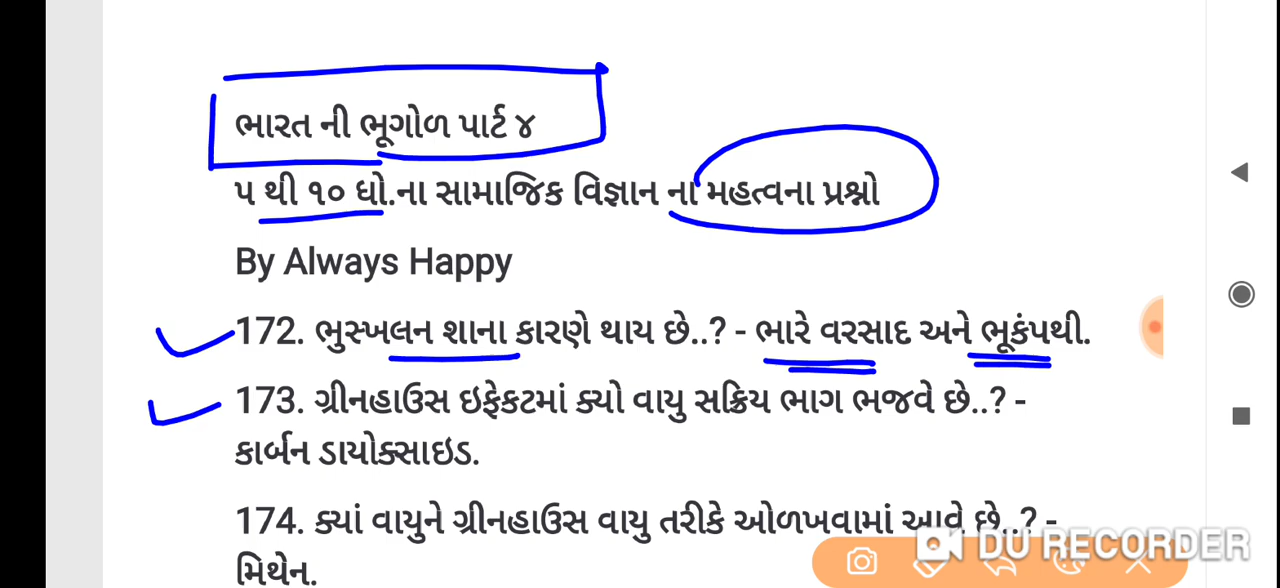 ભારત ની ભૂગોળ પાર્ટ ૪
૫ થી ૧૦ ધો.ના સામાજિક વિજ્ઞાન ના મહત્વના પ્રશ્નો
By Always Happy
172. ભુસ્ખલન શાના કારણે થાય છે..? - ભારે વરસાદ અને ભૂકંપથી.
173. ગ્રીનહાઉસ ઇફેકટમાં ક્યો વાયુ સક્રિય ભાગ ભજવે છે..? -
કાર્બન ડાયોક્સાઇડ.
174. ક્યાં વાયુને ગ્રીનહાઉસ વાયુ તરીકે ઓળખવામાં આવે છે..? -
મિથેન.
DU RECORDER